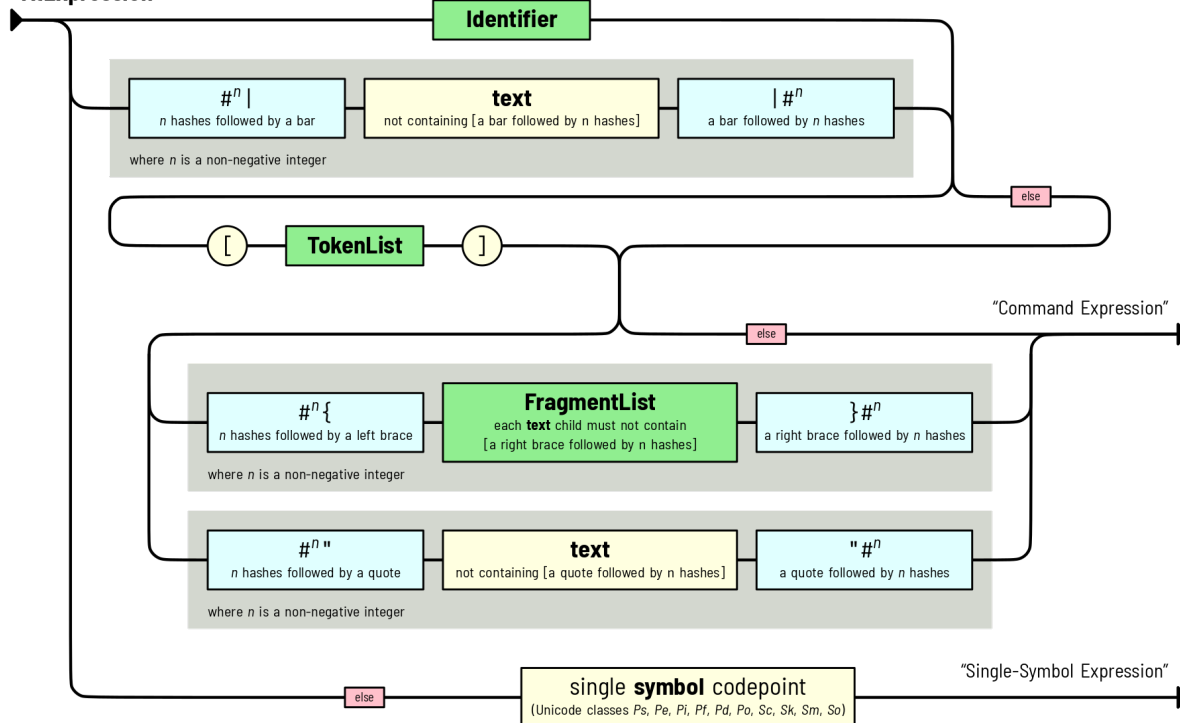 Identifier
#ⁿ|
n hashes followed by a bar
text
not containing [a bar followed by n hashes]
|#ⁿ
a bar followed by n hashes
where n is a non-negative integer
else
[
TokenList
]
"Command Expression"
else
#ⁿ{
n hashes followed by a left brace
FragmentList
each text child must not contain
[a right brace followed by n hashes]
}#ⁿ
a right brace followed by n hashes
where n is a non-negative integer
#ⁿ"
n hashes followed by a quote
text
not containing [a quote followed by n hashes]
"#ⁿ
a quote followed by n hashes
where n is a non-negative integer
“Single-Symbol Expression”
else
single symbol codepoint
(Unicode classes Ps, Pe, Pi, Pf, Pd, Po, Sc, Sk, Sm, So)